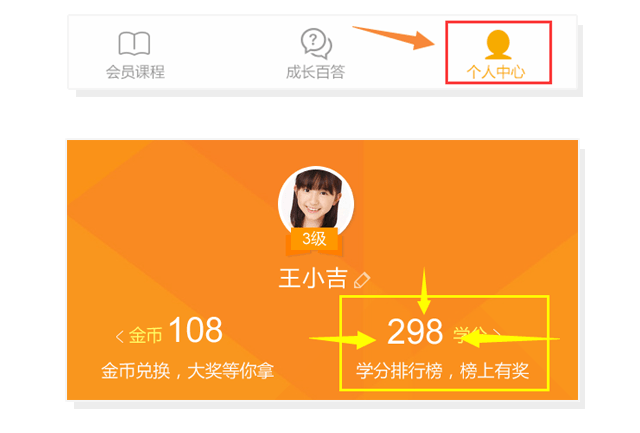 会员课程
成长百答
个人中心
3级
王小吉
金币 108
298 学分
金币兑换，大奖等你拿
学分排行榜，榜上有奖